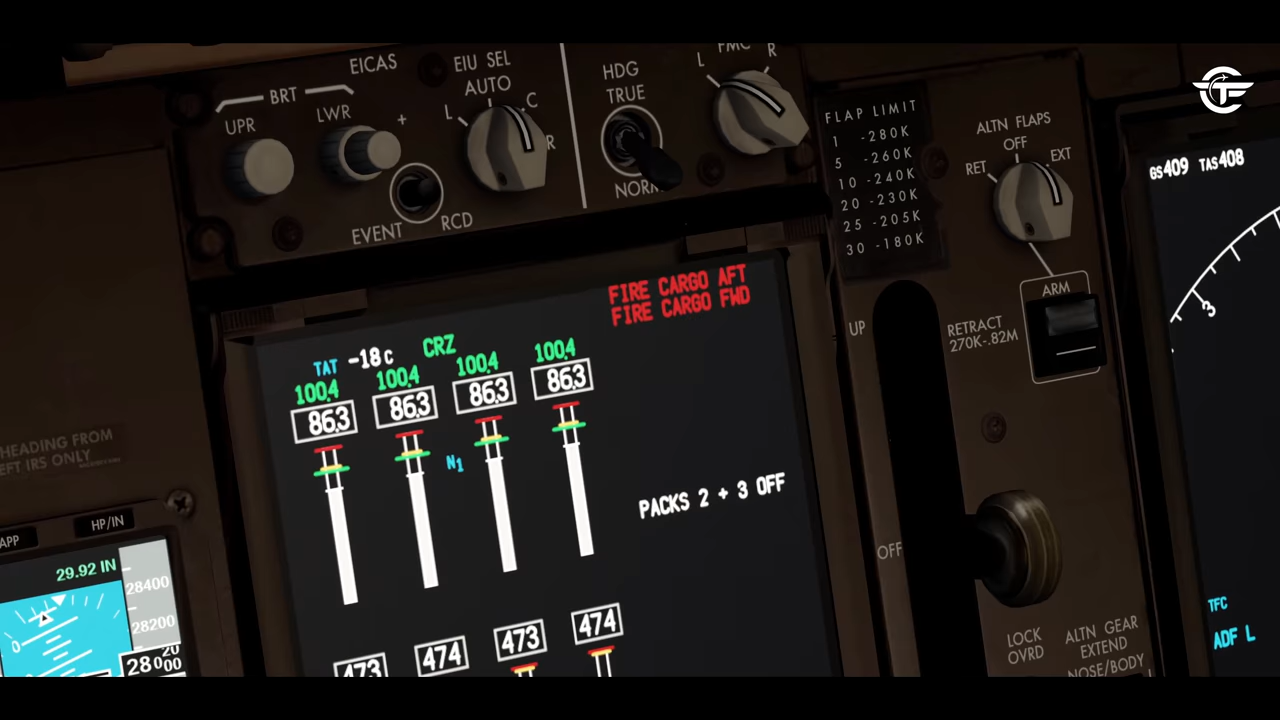 EICAS
BRT
UPR
LWR
+
EVENT
RCD
EIU SEL
AUTO
L
C
R
HDG
TRUE
NORM
FMC
L
R
FLAP LIMIT
1 -280K
5 -260K
10 -240K
20 -230K
25 -205K
30 -180K
ALTN FLAPS
OFF
RET
EXT
ARM
RETRACT
270K-.82M
UP
OFF
LOCK
OVRD
ALTN GEAR
EXTEND
NOSE/BODY
HEADING FROM
EFT IRS ONLY
APP
HP/IN
29.92 IN
28400
28200
28000
20
0
TAT -18c
CRZ
100.4 100.4 100.4 100.4
86.3 86.3 86.3 86.3
N1
473 474 473 474
FIRE CARGO AFT
FIRE CARGO FWD
PACKS 2 + 3 OFF
GS409 TAS408
3
TFC
ADF L